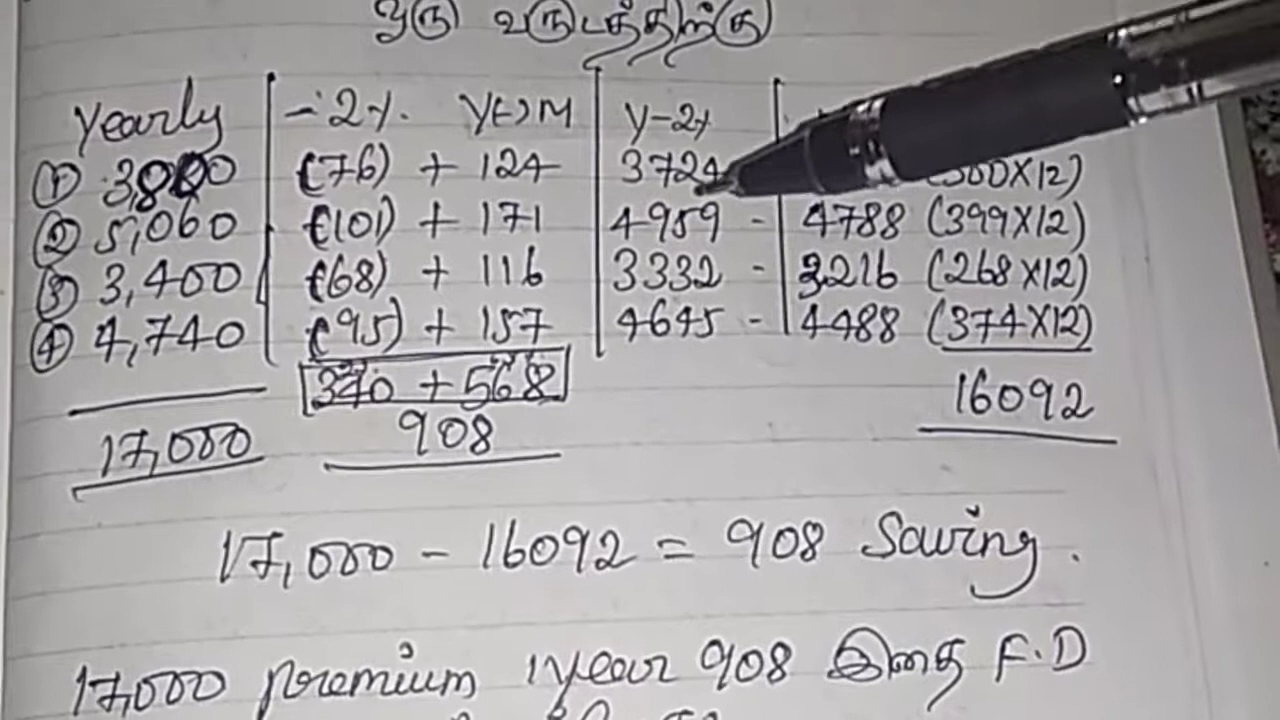 ஒரு வருடத்திற்கு
Yearly -2%. Y<->M Y-2%
① 3,800 (76) + 124 3724 (300X12)
② 5,060 (101) + 171 4959 - 4788 (399X12)
③ 3,400 (68) + 116 3332 - 3216 (268X12)
④ 4,740 (95) + 157 4645 - 4488 (374X12)
340 + 568 16092
17,000 908
17,000 - 16092 = 908 Saving.
17,000 premium 1year 908 இதை F.D